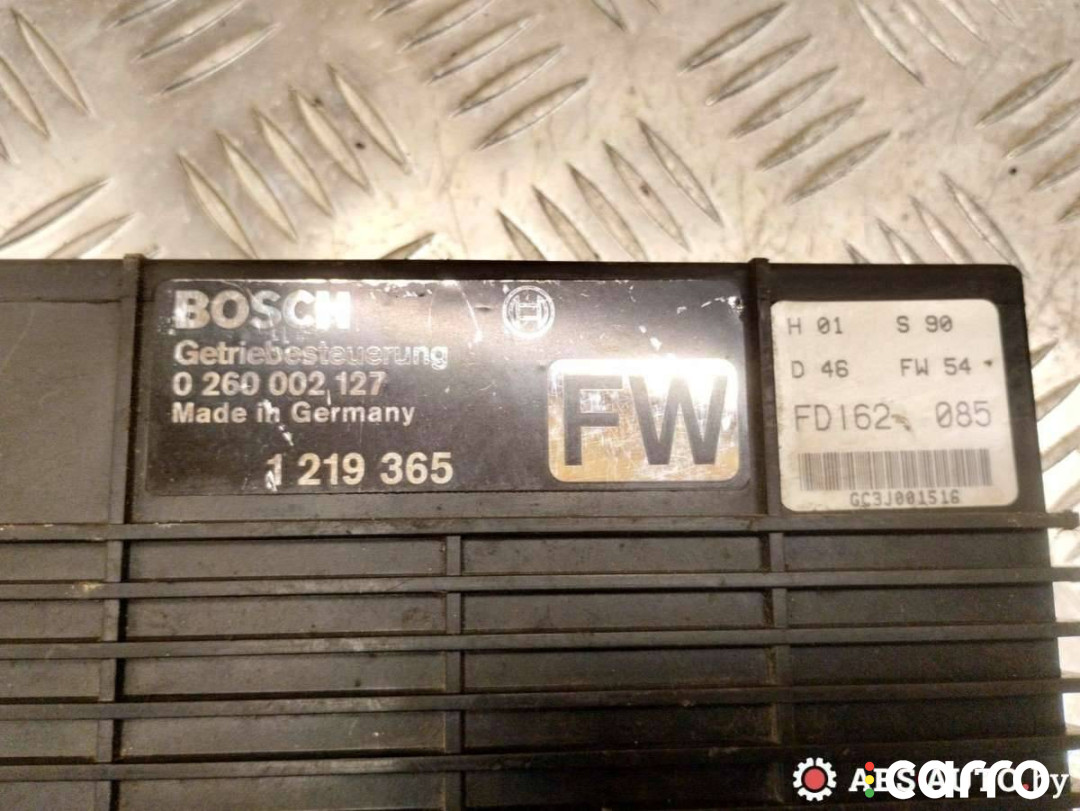 BOSCH
Getriebesteuerung
0 260 002 127
Made in Germany
1 219 365
FW
H 01 S 90
D 46 FW 54
FD162 085
GC3J001516
carro